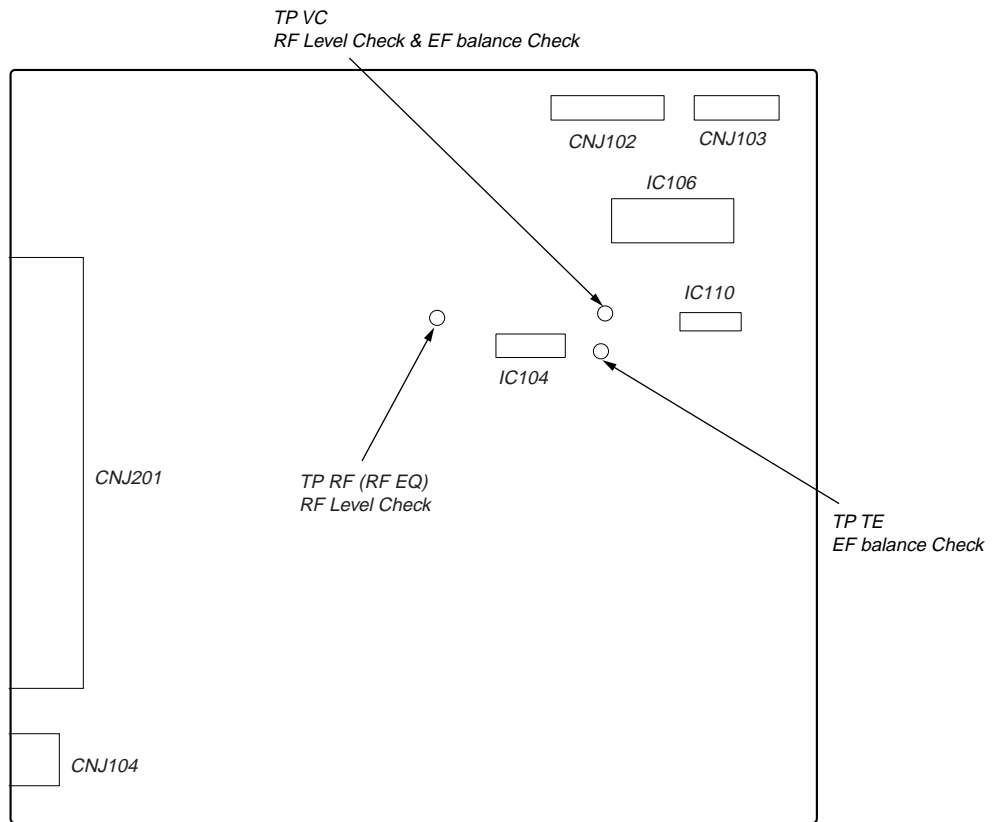 TP VC
RF Level Check & EF balance Check
CNJ102
CNJ103
IC106
IC110
IC104
CNJ201
TP RF (RF EQ)
RF Level Check
TP TE
EF balance Check
CNJ104